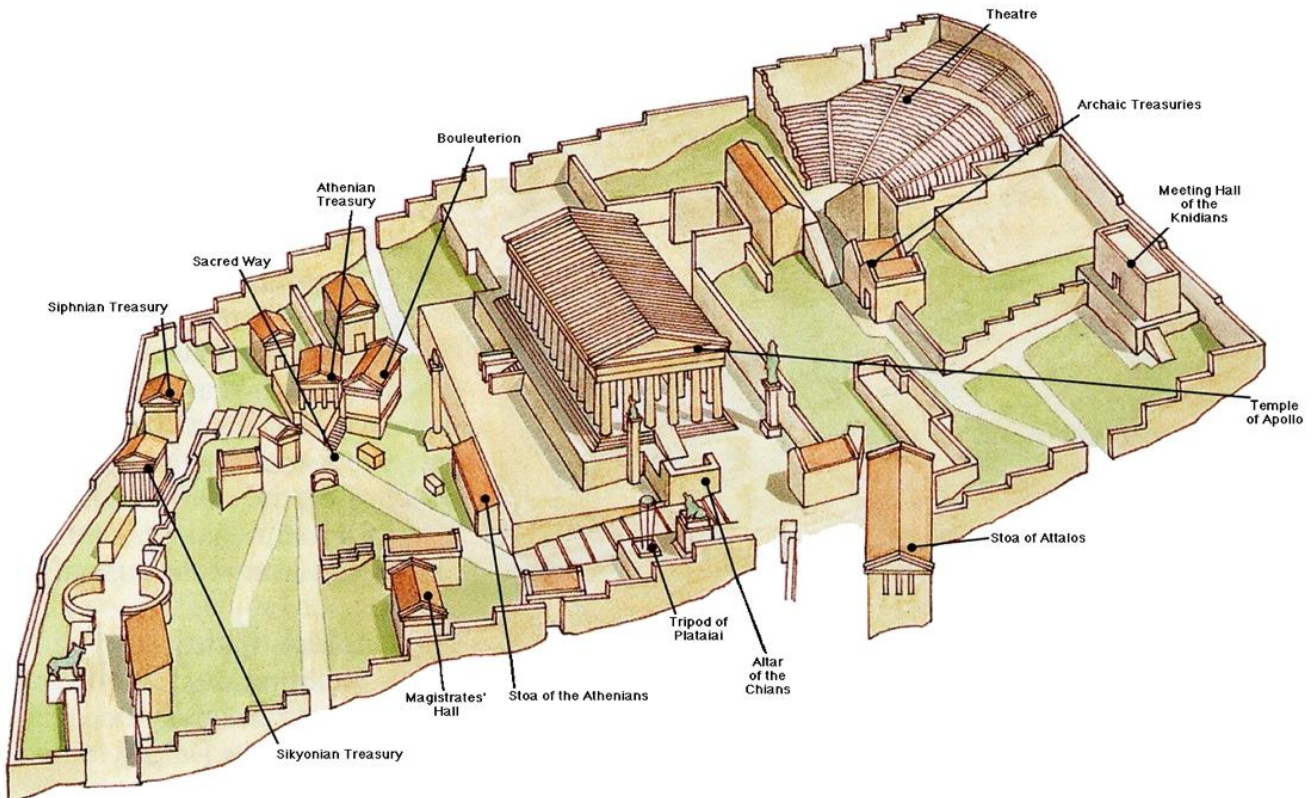 Theatre
Archaic Treasuries
Bouleuterion
Meeting Hall
of the
Knidians
Athenian
Treasury
Sacred Way
Siphnian Treasury
Temple
of Apollo
Stoa of Attalos
Tripod of
Plataiai
Altar
of the
Chians
Stoa of the Athenians
Magistrates'
Hall
Sikyonian Treasury